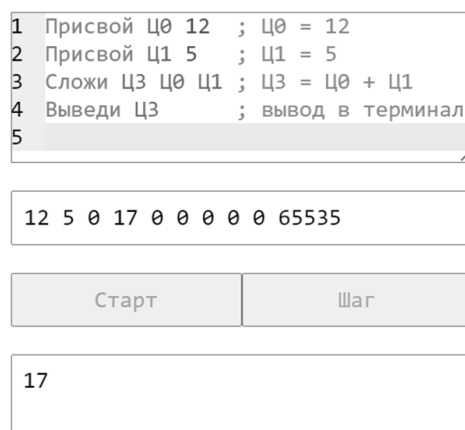 1 Присвой Ц0 12 ; Ц0 = 12
2 Присвой Ц1 5 ; Ц1 = 5
3 Сложи Ц3 Ц0 Ц1 ; Ц3 = Ц0 + Ц1
4 Выведи Ц3 ; вывод в терминал
5
12 5 0 17 0 0 0 0 0 65535
Старт Шаг
17